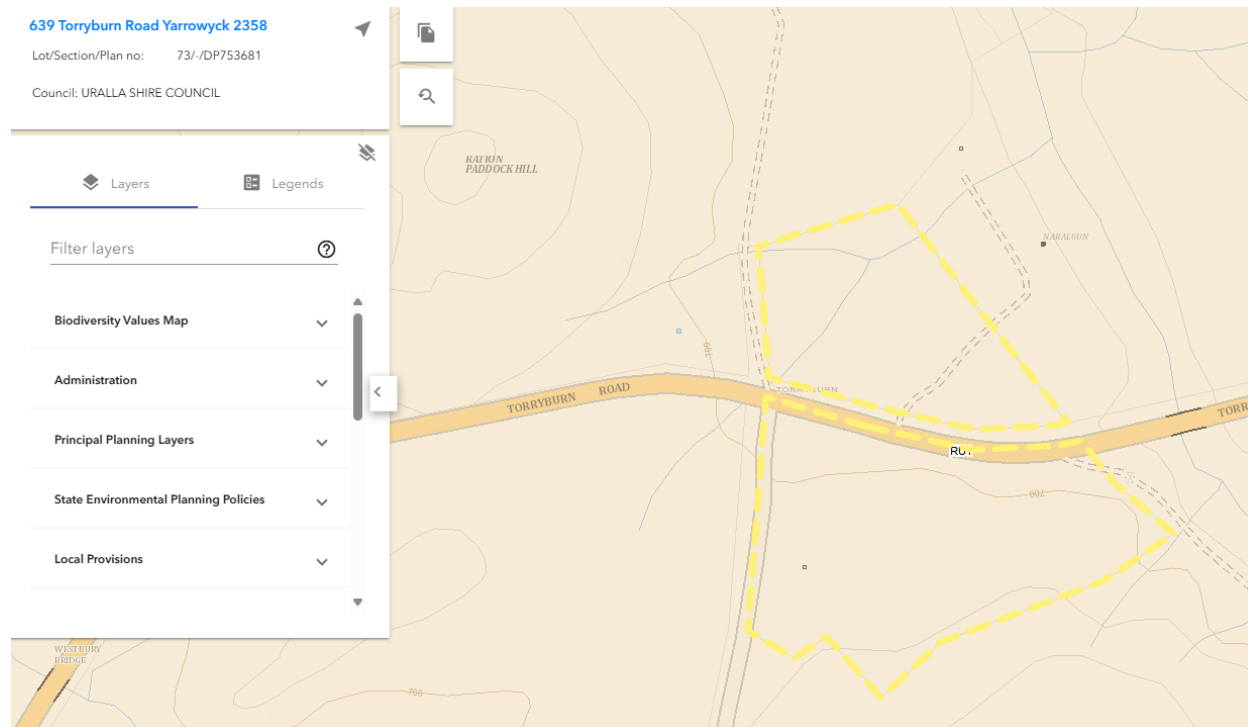 639 Torryburn Road Yarrowyck 2358
Lot/Section/Plan no: 73/-/DP753681
Council: URALLA SHIRE COUNCIL
Layers
Legends
Filter layers
Biodiversity Values Map
Administration
Principal Planning Layers
State Environmental Planning Policies
Local Provisions
KATION
PADDOCK HILL
NARALGUN
700
TORRYBURN
TORRYBURN ROAD
TORR
RU1
700
WESTBURY
BRIDGE
700